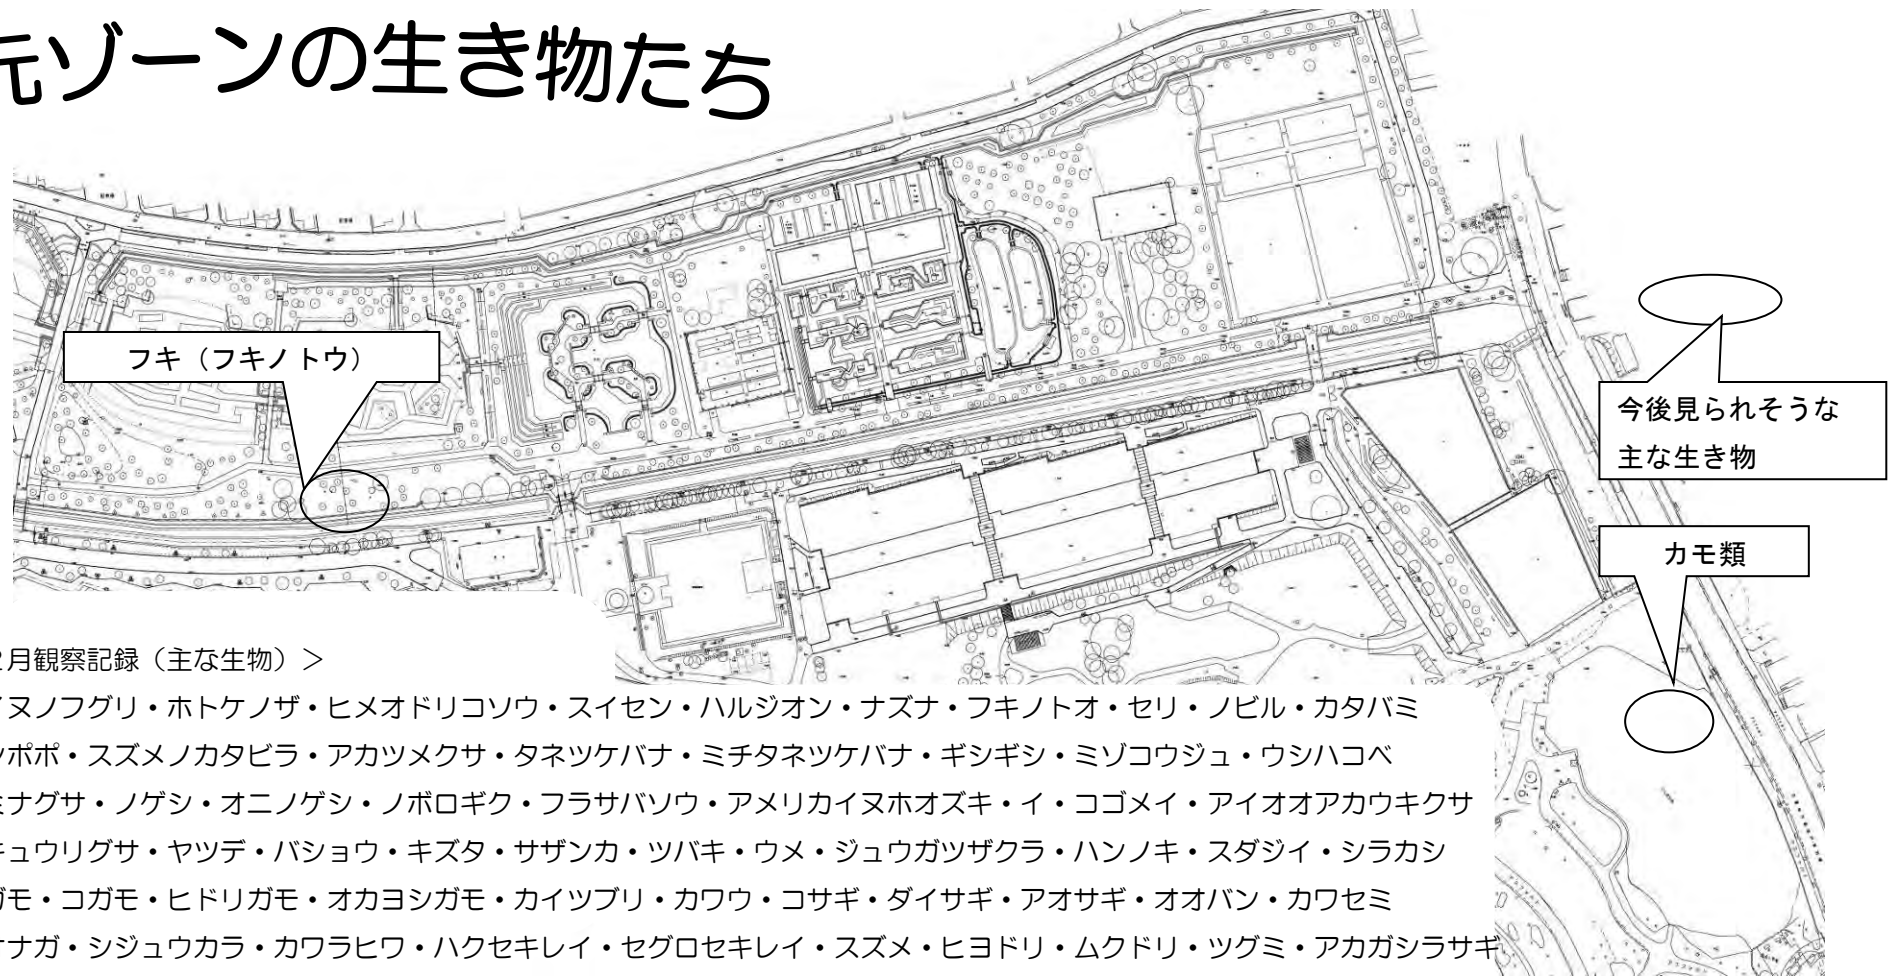 元ゾーンの生き物たち
フキ（フキノトウ）
今後見られそうな
主な生き物
カモ類
月観察記録（主な生物）＞
イヌノフグリ・ホトケノザ・ヒメオドリコソウ・スイセン・ハルジオン・ナズナ・フキノトオ・セリ・ノビル・カタバミ
ンポポ・スズメノカタビラ・アカツメクサ・タネツケバナ・ミチタネツケバナ・ギシギシ・ミゾコウジュ・ウシハコベ
ミナグサ・ノゲシ・オニノゲシ・ノボロギク・フラサバソウ・アメリカイヌホオズキ・イ・コゴメイ・アイオオアカウキクサ
キュウリグサ・ヤツデ・バショウ・キズタ・サザンカ・ツバキ・ウメ・ジュウガツザクラ・ハンノキ・スダジイ・シラカシ
ガモ・コガモ・ヒドリガモ・オカヨシガモ・カイツブリ・カワウ・コサギ・ダイサギ・アオサギ・オオバン・カワセミ
オナガ・シジュウカラ・カワラヒワ・ハクセキレイ・セグロセキレイ・スズメ・ヒヨドリ・ムクドリ・ツグミ・アカガシラサギ